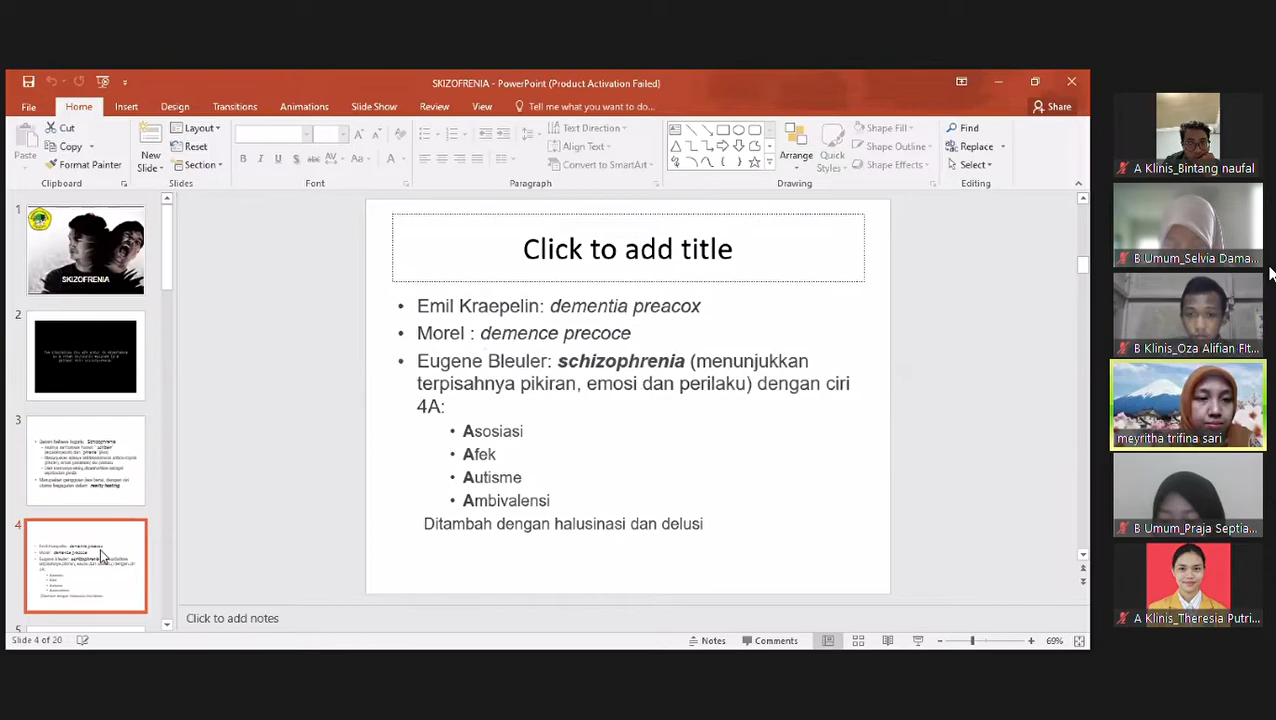 SKIZOFRENIA - PowerPoint (Product Activation Failed)
File Home Insert Design Transitions Animations Slide Show Review View Tell me what you want to do... Share
Paste
Cut
Copy
Format Painter
Clipboard
New Slide
Layout
Reset
Section
Slides
Font
Text Direction
Align Text
Convert to SmartArt
Paragraph
Arrange
Quick Styles
Shape Fill
Shape Outline
Shape Effects
Drawing
Find
Replace
Select
Editing
1
SKIZOFRENIA
2
3
4
5
Click to add title
• Emil Kraepelin: dementia preacox
• Morel : demence precoce
• Eugene Bleuler: schizophrenia (menunjukkan
terpisahnya pikiran, emosi dan perilaku) dengan ciri
4A:
• Asosiasi
• Afek
• Autisme
• Ambivalensi
Ditambah dengan halusinasi dan delusi
Click to add notes
Slide 4 of 20
Notes
Comments
69%
A Klinis_Bintang naufal
B Umum_Selvia Dama...
B Klinis_Oza Alifian FIt...
meyritha trifina sari
B Umum_Praja Septia...
A Klinis_Theresia Putri...